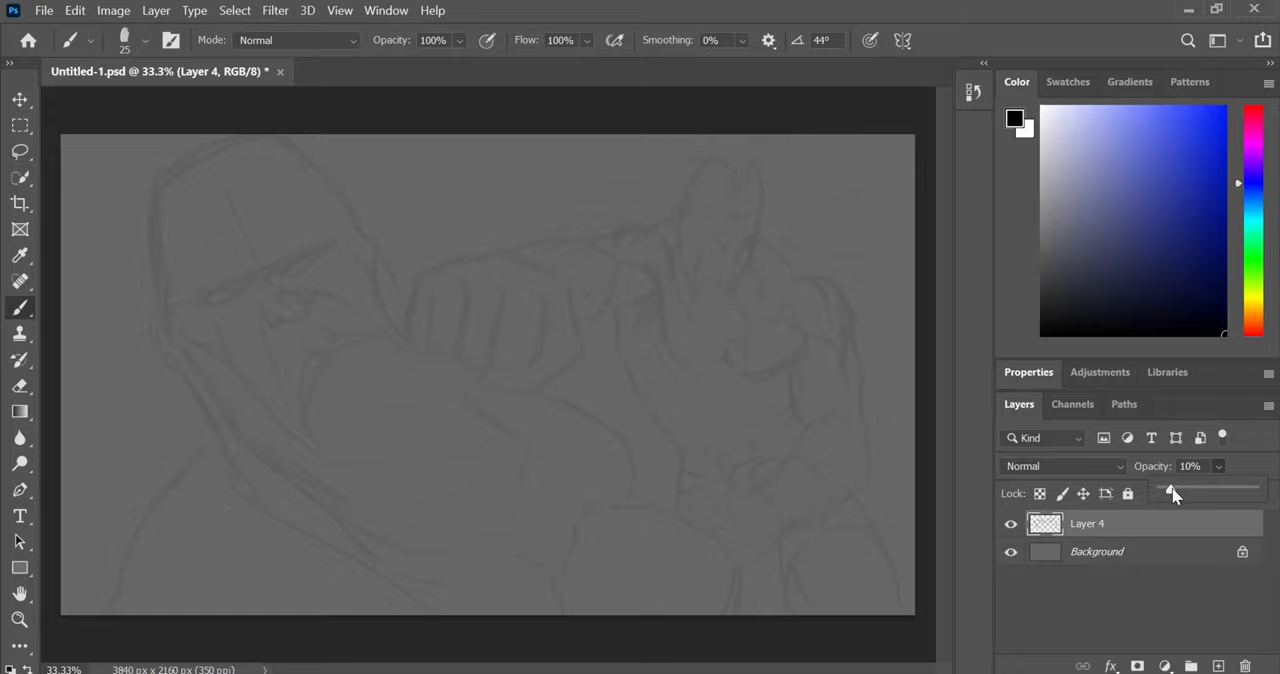 Ps File Edit Image Layer Type Select Filter 3D View Window Help
25 Mode: Normal Opacity: 100% Flow: 100% Smoothing: 0% 44°
Untitled-1.psd @ 33.3% (Layer 4, RGB/8) * ×
Color Swatches Gradients Patterns
Properties Adjustments Libraries
Layers Channels Paths
Kind
Normal Opacity: 10%
Lock:
Layer 4
Background
fx
33.33% 3840 px x 2160 px (350 ppi)